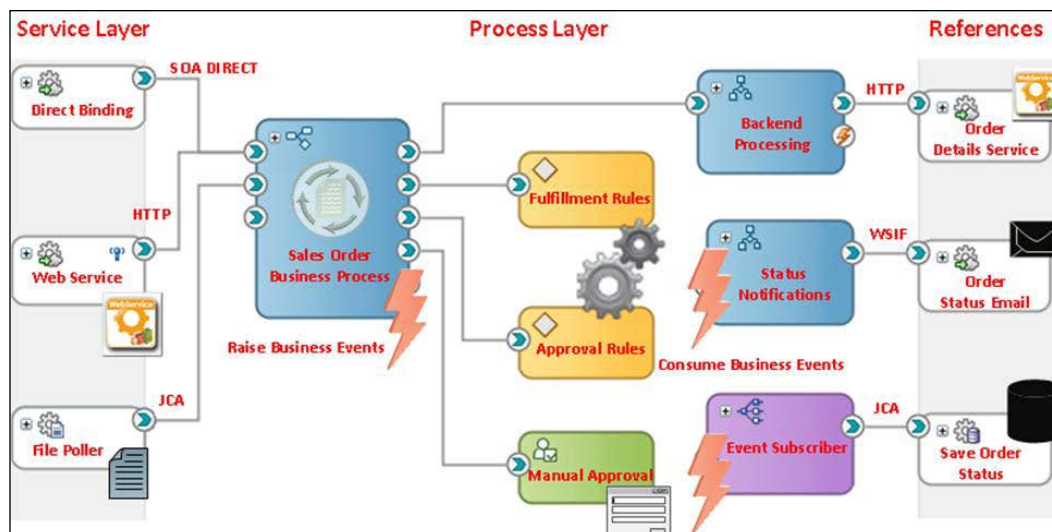 Service Layer
Process Layer
References
SOA DIRECT
Direct Binding
HTTP
Web Service
WebService
JCA
File Poller
Sales Order
Business Process
Raise Business Events
Fulfillment Rules
Approval Rules
Manual Approval
Backend
Processing
Status
Notifications
Consume Business Events
Event Subscriber
HTTP
WebService
Order
Details Service
WSIF
Order
Status Email
JCA
Save Order
Status